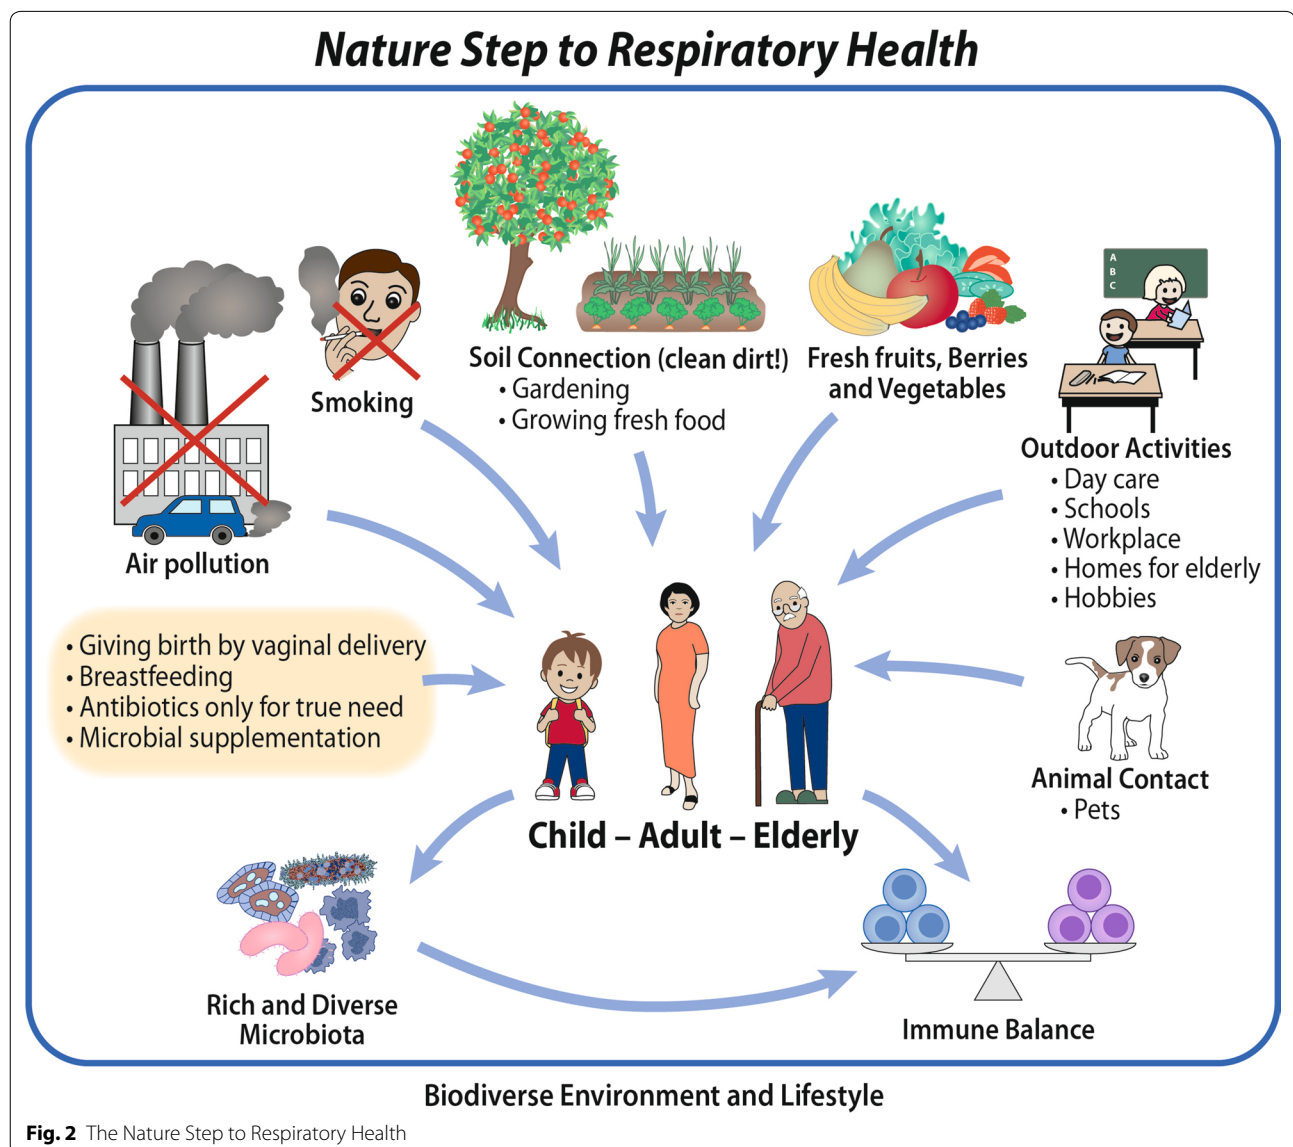 Nature Step to Respiratory Health
A
B
C
Smoking
Soil Connection (clean dirt!)
• Gardening
• Growing fresh food
Fresh fruits, Berries
and Vegetables
Outdoor Activities
• Day care
• Schools
• Workplace
• Homes for elderly
• Hobbies
Air pollution
• Giving birth by vaginal delivery
• Breastfeeding
• Antibiotics only for true need
• Microbial supplementation
Animal Contact
• Pets
Child – Adult – Elderly
Rich and Diverse
Microbiota
Immune Balance
Biodiverse Environment and Lifestyle
Fig. 2 The Nature Step to Respiratory Health